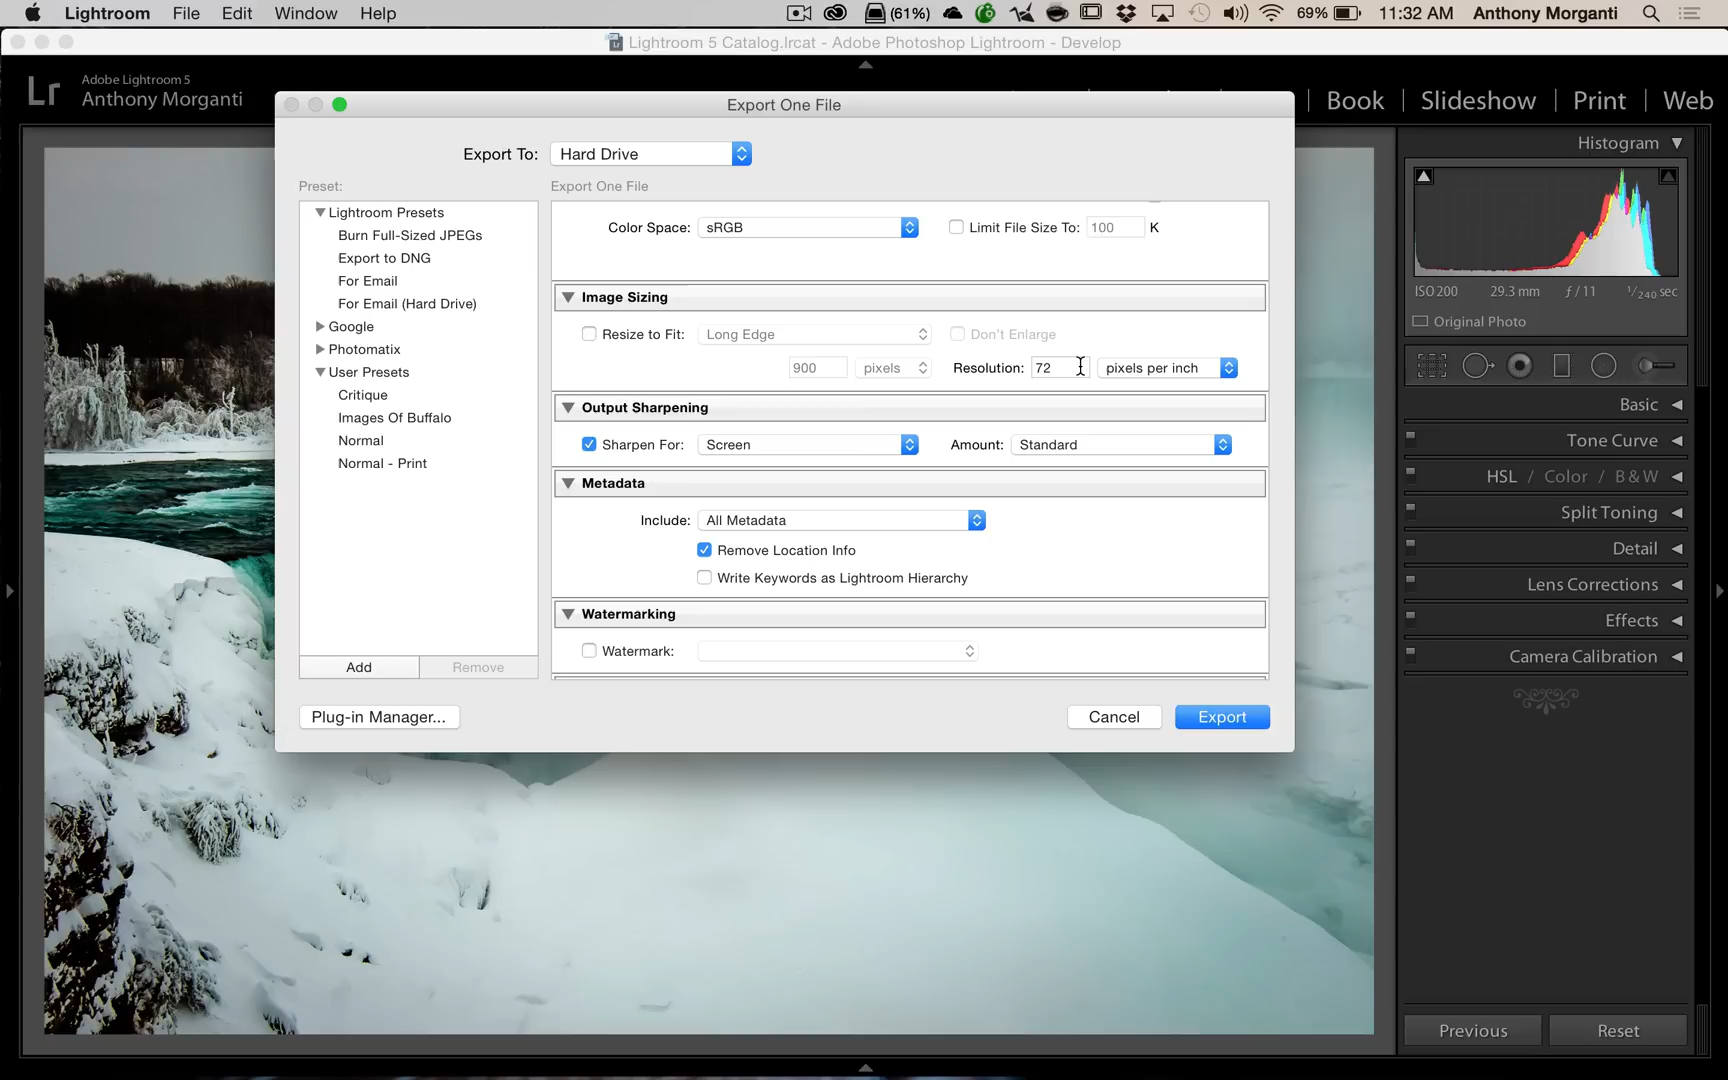 Lightroom File Edit Window Help (61%) 69% 11:32 AM Anthony Morganti
Lightroom 5 Catalog.lrcat - Adobe Photoshop Lightroom - Develop
Lr Adobe Lightroom 5
Anthony Morganti
Book | Slideshow | Print | Web
Export One File
Export To: Hard Drive
Preset:
Export One File
Lightroom Presets
Burn Full-Sized JPEGs
Export to DNG
For Email
For Email (Hard Drive)
Google
Photomatix
User Presets
Critique
Images Of Buffalo
Normal
Normal - Print
Add Remove
Color Space: sRGB Limit File Size To: 100 K
Image Sizing
Resize to Fit: Long Edge Don't Enlarge
900 pixels Resolution: 72 pixels per inch
Output Sharpening
Sharpen For: Screen Amount: Standard
Metadata
Include: All Metadata
Remove Location Info
Write Keywords as Lightroom Hierarchy
Watermarking
Watermark:
Plug-in Manager... Cancel Export
Histogram
ISO 200 29.3 mm ƒ / 11 1/240 sec
Original Photo
Basic
Tone Curve
HSL / Color / B & W
Split Toning
Detail
Lens Corrections
Effects
Camera Calibration
Previous Reset